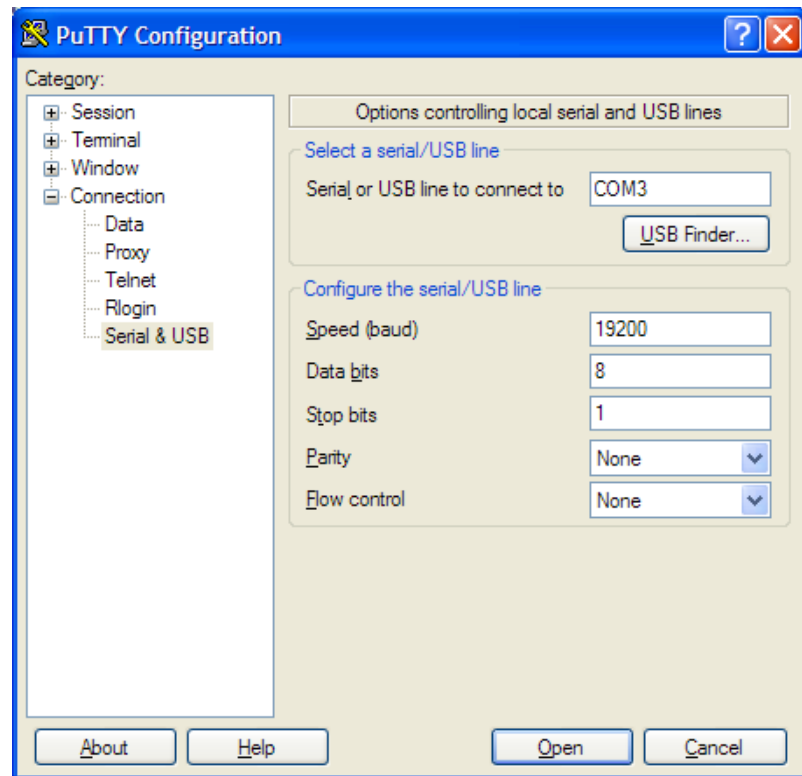 PuTTY Configuration
Category:
Session
Terminal
Window
Connection
Data
Proxy
Telnet
Rlogin
Serial & USB
Options controlling local serial and USB lines
Select a serial/USB line
Serial or USB line to connect to COM3
USB Finder...
Configure the serial/USB line
Speed (baud) 19200
Data bits 8
Stop bits 1
Parity None
Flow control None
About Help Open Cancel